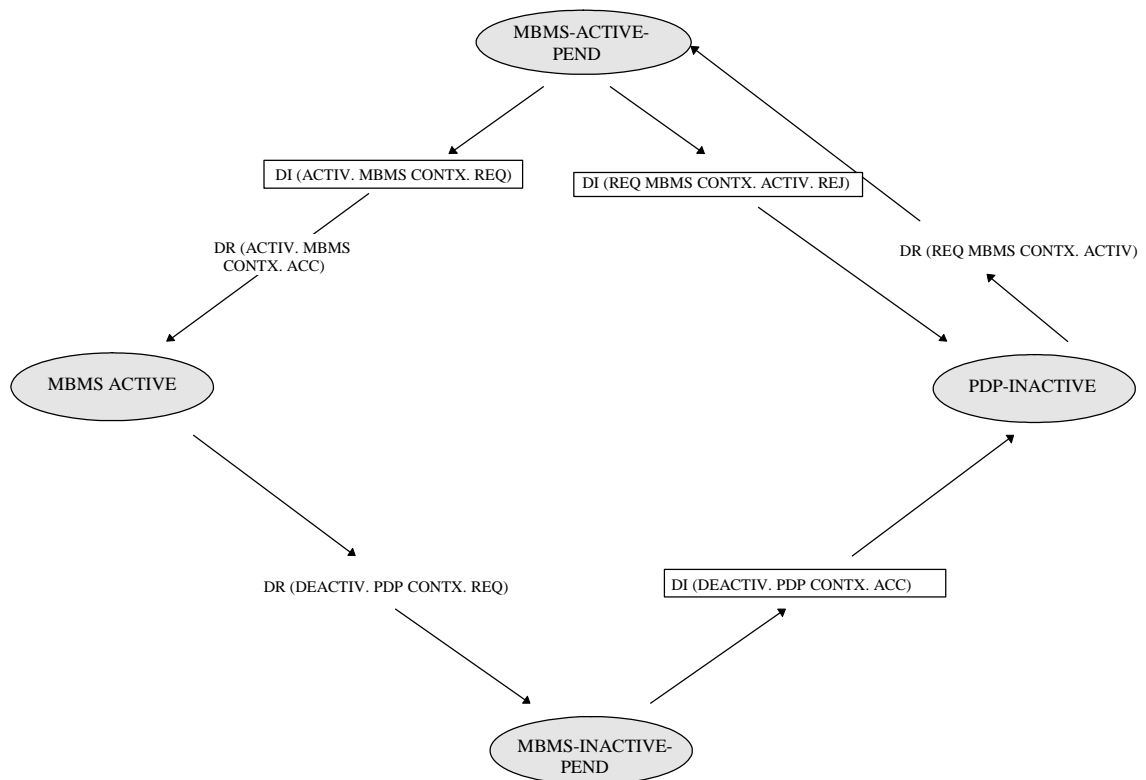 MBMS-ACTIVE-
PEND
DI (ACTIV. MBMS CONTX. REQ)
DI (REQ MBMS CONTX. ACTIV. REJ)
DR (ACTIV. MBMS
CONTX. ACC)
DR (REQ MBMS CONTX. ACTIV)
MBMS ACTIVE
PDP-INACTIVE
DR (DEACTIV. PDP CONTX. REQ)
DI (DEACTIV. PDP CONTX. ACC)
MBMS-INACTIVE-
PEND